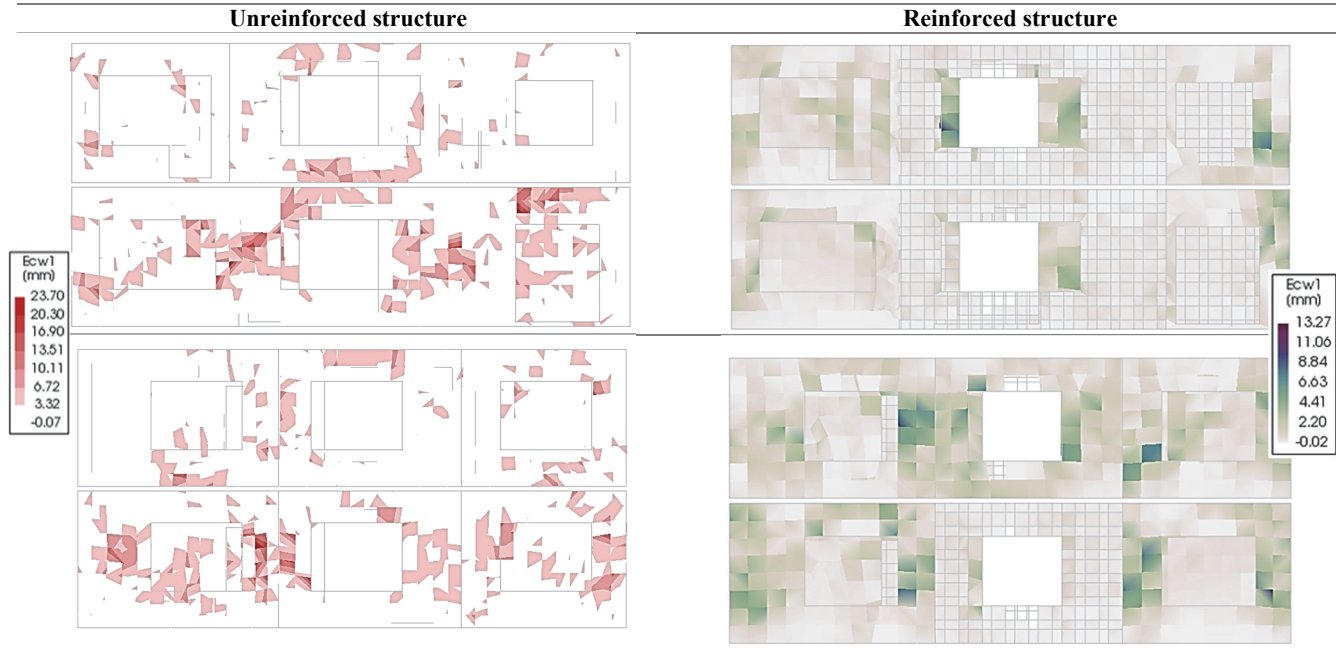 Unreinforced structure
Reinforced structure
Ecw1
(mm)
23.70
20.30
16.90
13.51
10.11
6.72
3.32
-0.07
Ecw1
(mm)
13.27
11.06
8.84
6.63
4.41
2.20
-0.02